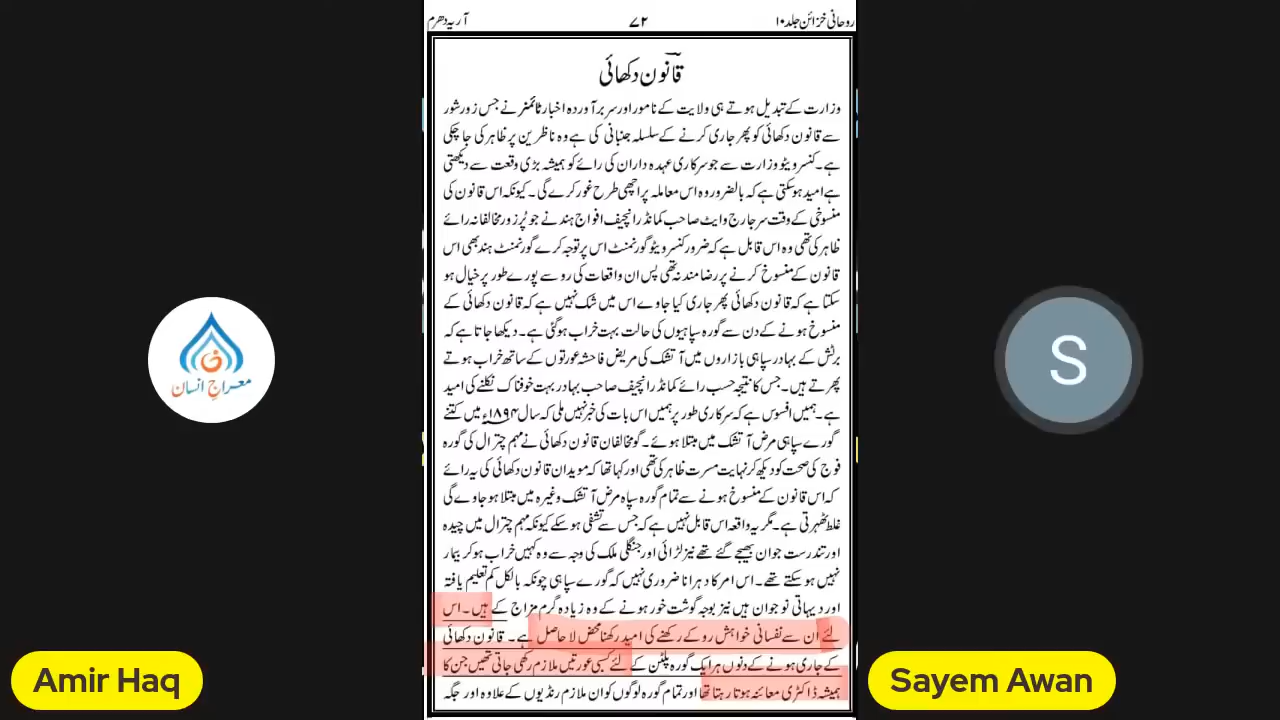 روحانی خزائن جلد ۱۰
۷۲
آریہ دھرم
قانون دکھائی
وزارت کے تبدیل ہوتے ہی ولایت کے نامور اور سربرآوردہ اخبار ٹائمنر نے جس زور شور
سے قانون دکھائی کو پھر جاری کرنے کے سلسلہ جنبانی کی ہے وہ ناظرین پر ظاہر کی جا چکی
ہے۔ کنسرویٹو وزارت سے جو سرکاری عہدہ داران کی رائے کو ہمیشہ بڑی وقعت سے دیکھتی
ہے امید ہو سکتی ہے کہ بالضرور وہ اس معاملہ پر اچھی طرح غور کرے گی۔ کیونکہ اس قانون کی
منسوخی کے وقت سر جارج وایٹ صاحب کمانڈر انچیف افواج ہند نے جو پُر زور مخالفانہ رائے
ظاہر کی تھی وہ اس قابل ہے کہ ضرور کنسرویٹو گورنمنٹ اس پر توجہ کرے گورنمنٹ ہند بھی اس
قانون کے منسوخ کرنے پر رضامند نہ تھی پس ان واقعات کی رو سے پورے طور پر خیال ہو
سکتا ہے کہ قانون دکھائی پھر جاری کیا جاوے اس میں شک نہیں ہے کہ قانون دکھائی کے
منسوخ ہونے کے دن سے گورہ سپاہیوں کی حالت بہت خراب ہو گئی ہے۔ دیکھا جاتا ہے کہ
برٹش کے بہادر سپاہی بازاروں میں آتشک کی مریض فاحشہ عورتوں کے ساتھ خراب ہوتے
پھرتے ہیں۔ جس کا نتیجہ حسب رائے کمانڈر انچیف صاحب بہادر بہت خوفناک نکلنے کی امید
ہے۔ ہمیں افسوس ہے کہ سرکاری طور پر ہمیں اس بات کی خبر نہیں ملی کہ سال ۱۸۹۴ء میں کتنے
گورے سپاہی مرض آتشک میں مبتلا ہوئے۔ گو مخالفان قانون دکھائی نے مہم چترال کی گورہ
فوج کی صحت کو دیکھ کر نہایت مسرت ظاہر کی تھی اور کہا تھا کہ مویدان قانون دکھائی کی یہ رائے
کہ اس قانون کے منسوخ ہونے سے تمام گورہ سپاہ مرض آتشک وغیرہ میں مبتلا ہو جاوے گی
غلط ٹھہرتی ہے۔ مگر یہ واقعہ اس قابل نہیں ہے کہ جس سے تشفی ہو سکے کیونکہ مہم چترال میں چیدہ
اور تندرست جوان بھیجے گئے تھے نیز لڑائی اور جنگلی ملک کی وجہ سے وہ کہیں خراب ہو کر بیمار
نہیں ہو سکتے تھے۔ اس امر کا دہرانا ضروری نہیں کہ گورے سپاہی چونکہ بالکل کم تعلیم یافتہ
اور دیہاتی نوجوان ہیں نیز بوجہ گوشت خور ہونے کے وہ زیادہ گرم مزاج کے ہیں۔ اس
لئے ان سے نفسانی خواہش روکے رکھنے کی امید رکھنا محض لا حاصل ہے۔ قانون دکھائی
کے جاری ہونے کے دنوں ہر ایک گورہ پلٹن کے لئے کسبی عورتیں ملازم رکھی جاتی تھیں جن کا
ہمیشہ ڈاکٹری معائنہ ہوتا رہتا تھا اور تمام گورہ لوگوں کو ان ملازم رنڈیوں کے علاوہ اور جگہ
معراج انسان
S
Amir Haq
Sayem Awan